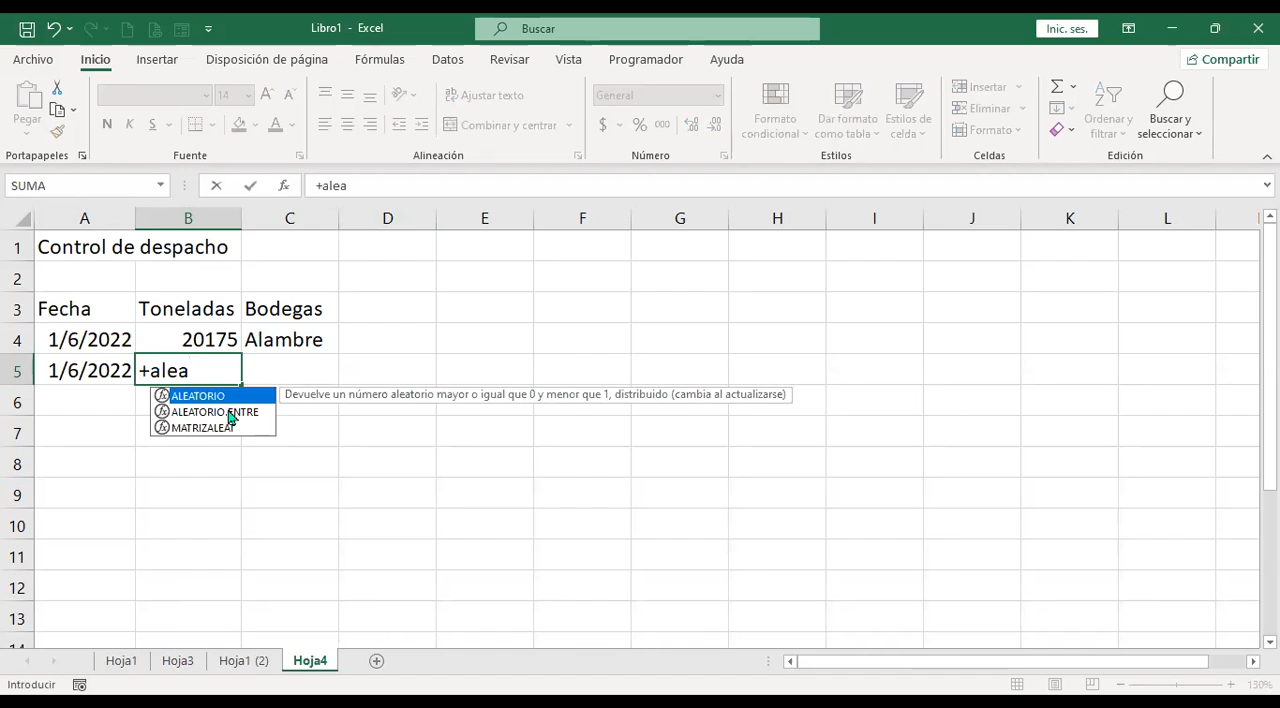 Libro1 - Excel
Buscar
Inic. ses.
Archivo
Inicio
Insertar
Disposición de página
Fórmulas
Datos
Revisar
Vista
Programador
Ayuda
Compartir
Pegar
14
N K S
Ajustar texto
Combinar y centrar
General
$ % 000
Formato condicional
Dar formato como tabla
Estilos de celda
Insertar
Eliminar
Formato
Ordenar y filtrar
Buscar y seleccionar
Portapapeles
Fuente
Alineación
Número
Estilos
Celdas
Edición
SUMA
+alea
A B C D E F G H I J K L
1 Control de despacho
2
3 Fecha Toneladas Bodegas
4 1/6/2022 20175 Alambre
5 1/6/2022 +alea
ALEATORIO
Devuelve un número aleatorio mayor o igual que 0 y menor que 1, distribuido (cambia al actualizarse)
6
ALEATORIO.ENTRE
7
8
9
10
11
12
13
14
Hoja1
Hoja3
Hoja1 (2)
Hoja4
Introducir
130%